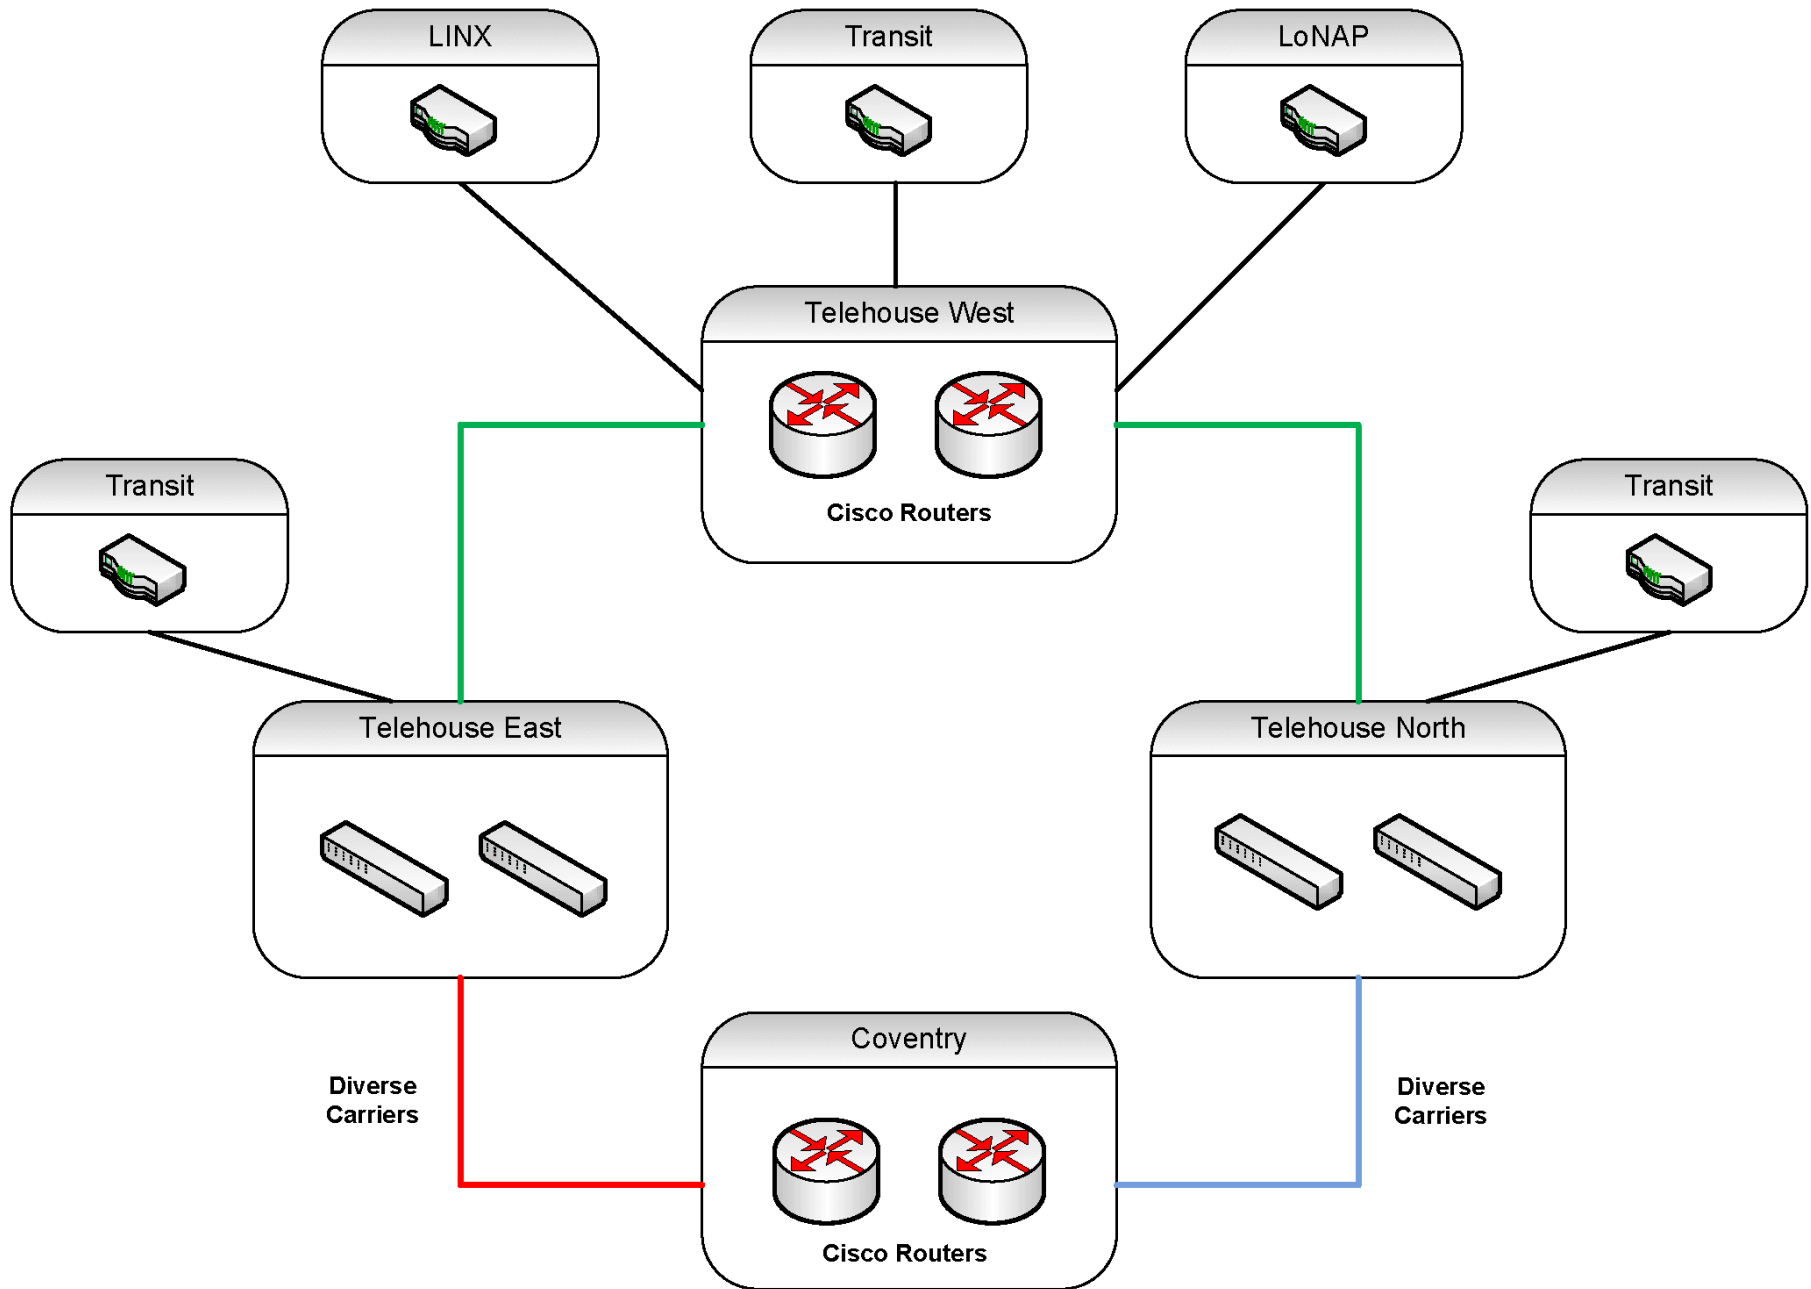 LINX
Transit
LoNAP
Telehouse West
Cisco Routers
Transit
Transit
Telehouse East
Telehouse North
Coventry
Diverse
Carriers
Diverse
Carriers
Cisco Routers